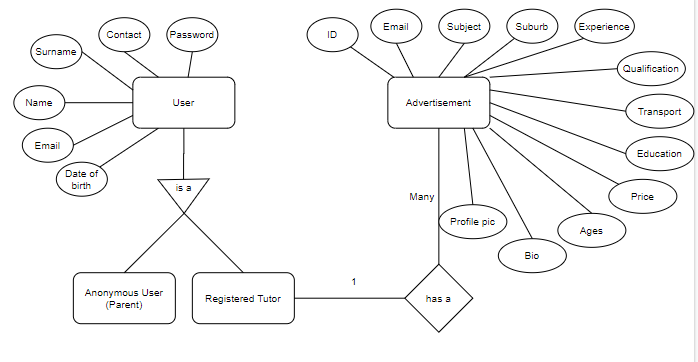 Contact
Password
Surname
Name
Email
Date of
birth
User
is a
Anonymous User
(Parent)
Registered Tutor
1
has a
Many
ID
Email
Subject
Suburb
Experience
Qualification
Advertisement
Transport
Education
Price
Ages
Bio
Profile pic